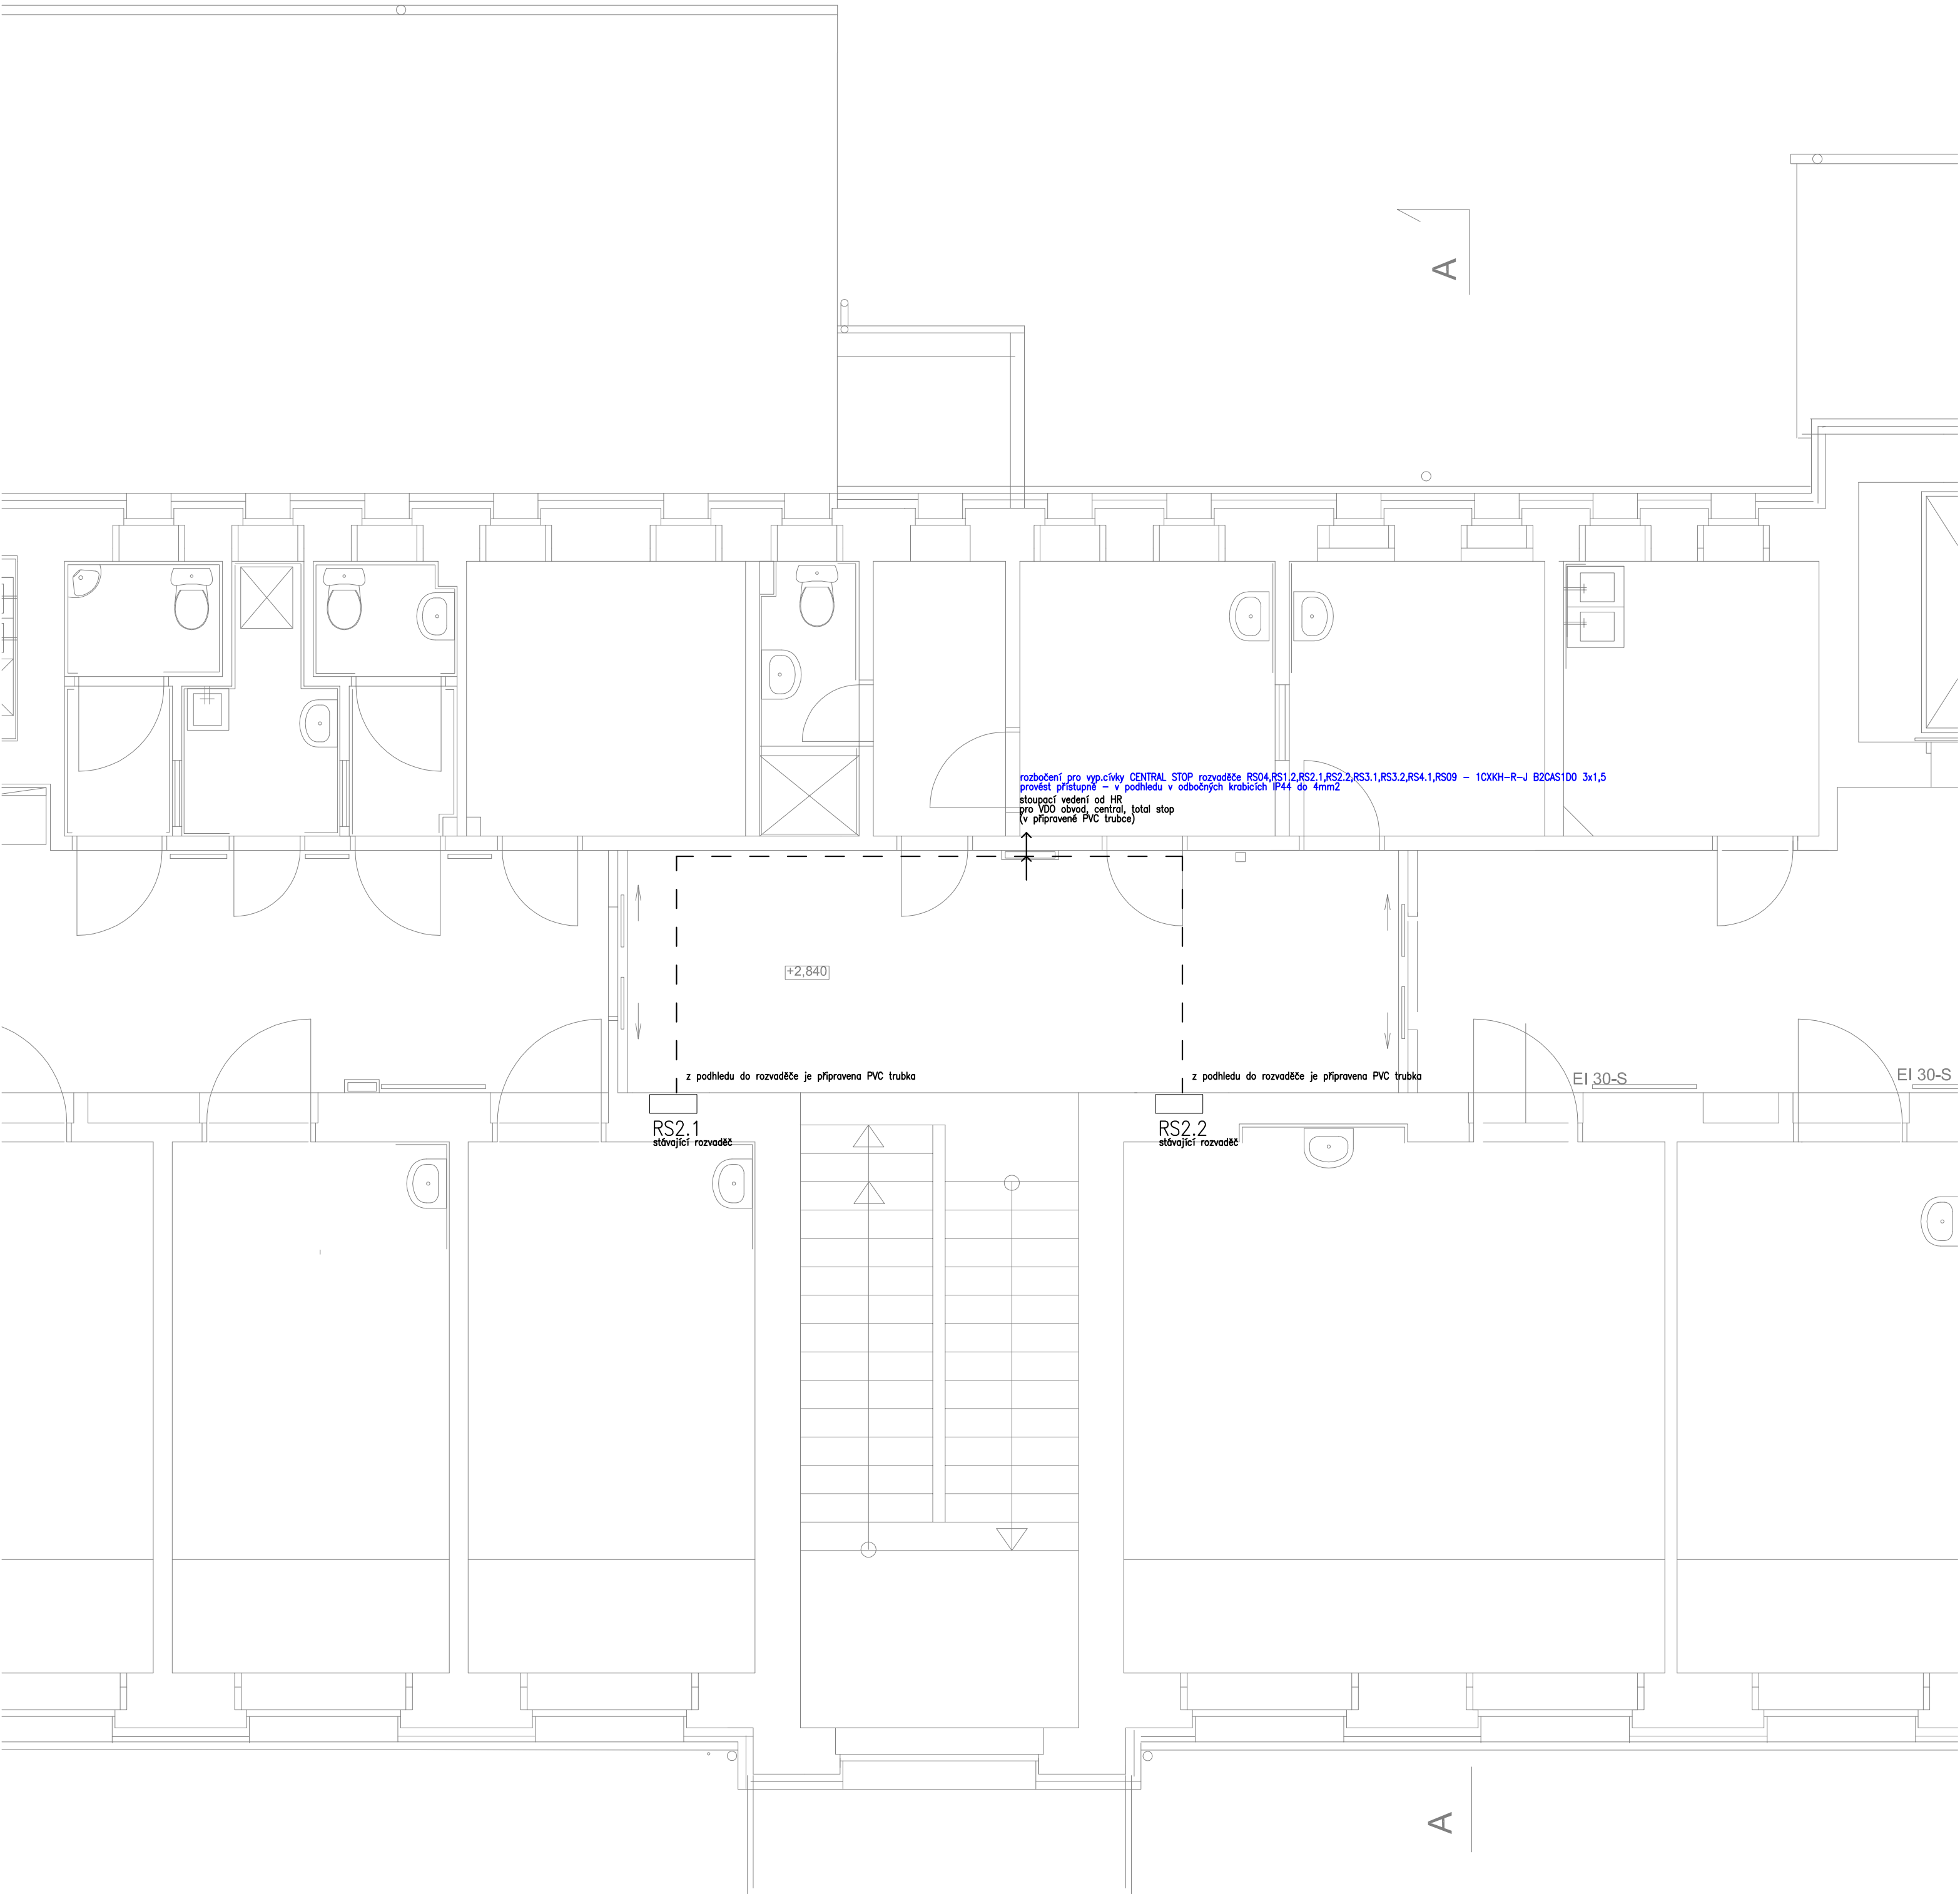 A
rozbočení pro vyp.cívky CENTRAL STOP rozvaděče RS04,RS1.2,RS2.1,RS2.2,RS3.1,RS3.2,RS4.1,RS09 - 1CXKH-R-J B2CAS1D0 3x1,5
provést přístupně - v podhledu v odbočných krabicích IP44 do 4mm2
stoupací vedení od HR
pro VDO obvod, central, total stop
(v připravené PVC trubce)
+2,840
z podhledu do rozvaděče je připravena PVC trubka
z podhledu do rozvaděče je připravena PVC trubka
EI 30-S
EI 30-S
RS2.1
stávající rozvaděč
RS2.2
stávající rozvaděč
A